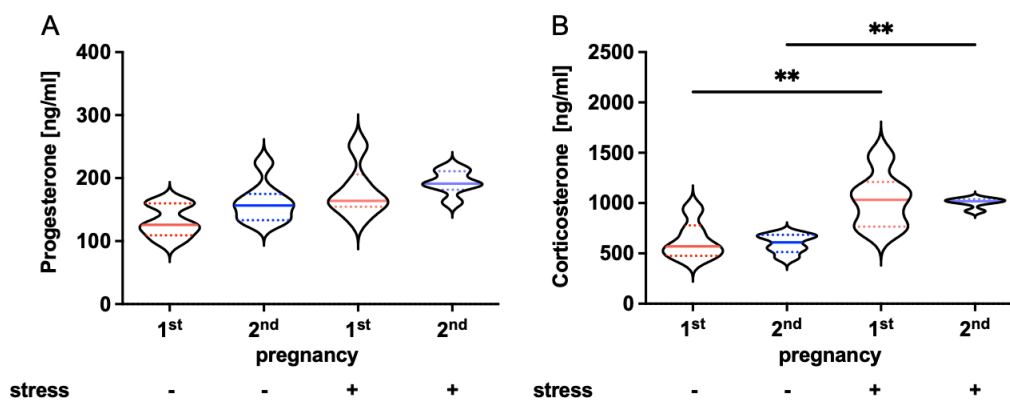 A
Progesterone [ng/ml]
400
300
200
100
0
1st 2nd 1st 2nd
pregnancy
stress - - + +
B
Corticosterone [ng/ml]
2500
2000
1500
1000
500
0
**
**
1st 2nd 1st 2nd
pregnancy
stress - - + +